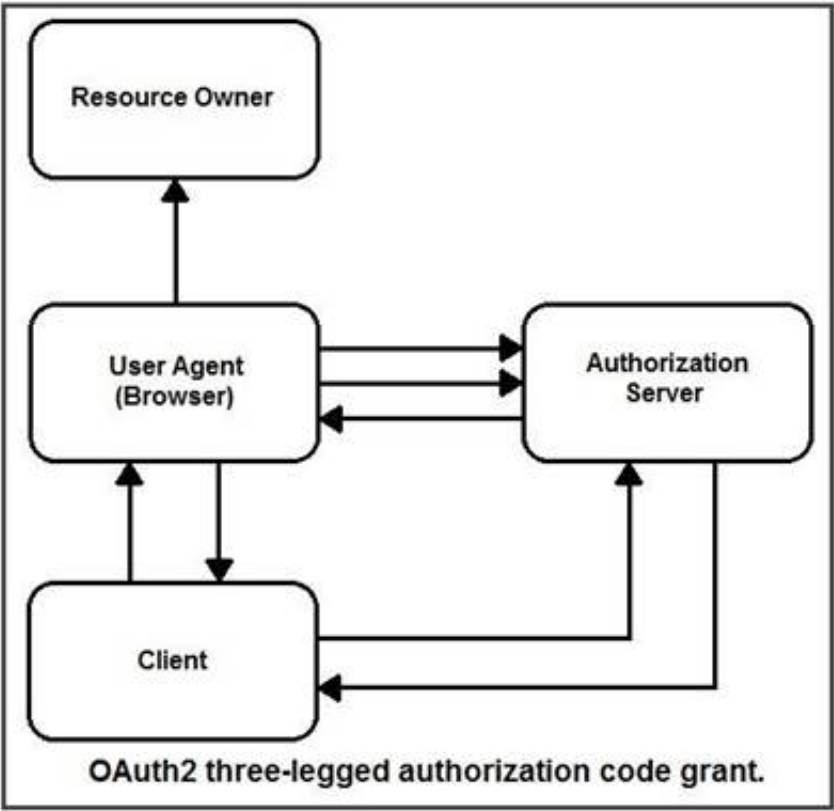 Resource Owner
User Agent
(Browser)
Authorization
Server
Client
OAuth2 three-legged authorization code grant.